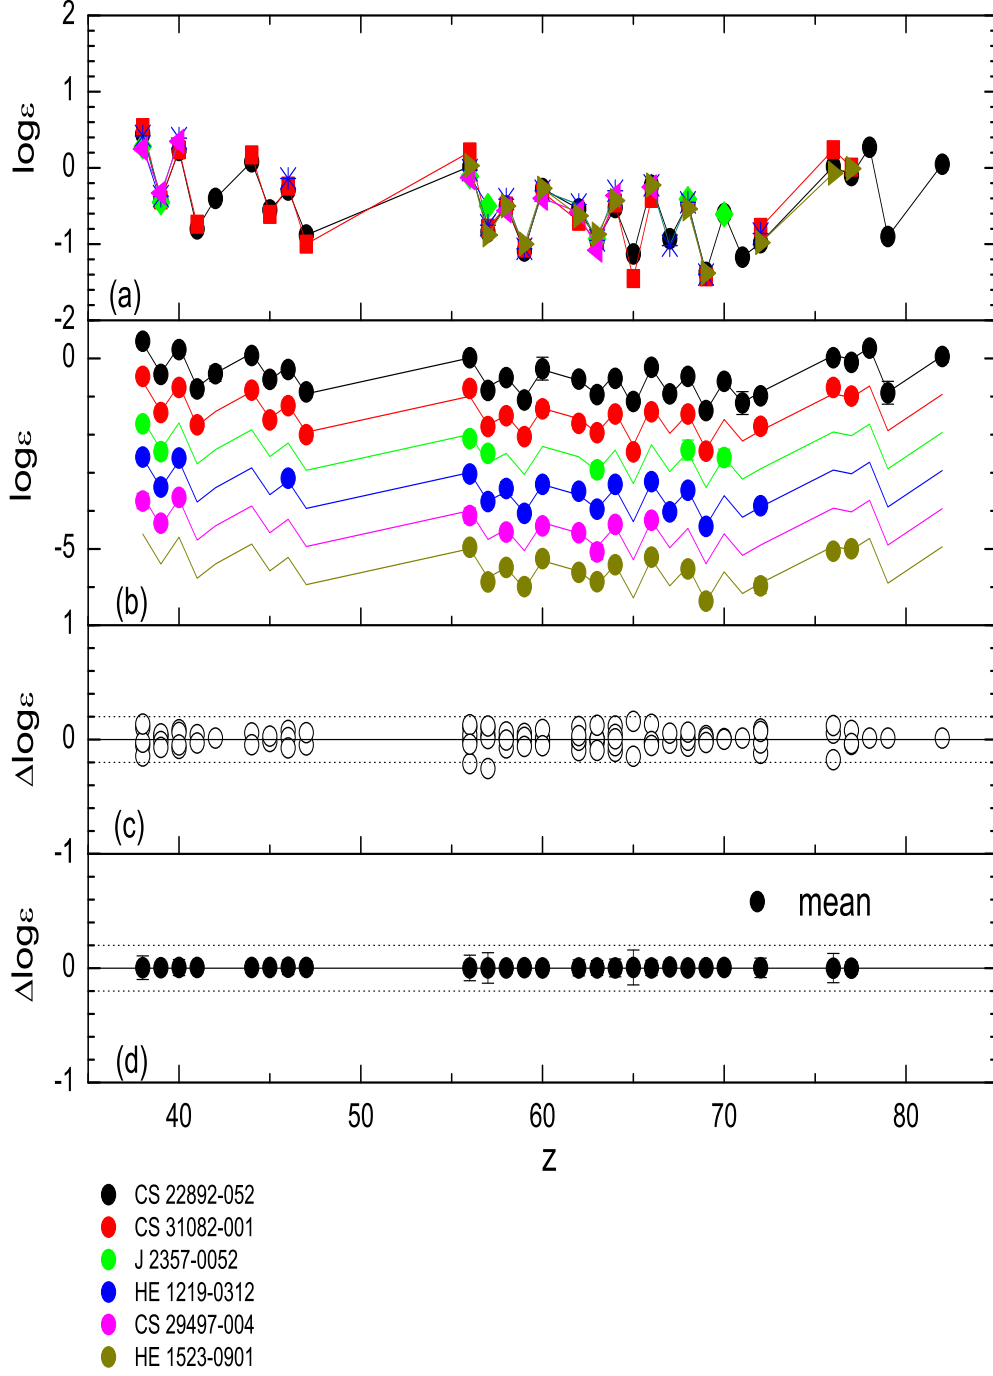 2
1
0
-1
-2
logε
(a)
0
-5
logε
(b)
1
0
-1
Δlogε
(c)
0
-1
Δlogε
(d)
mean
40 50 60 70 80
z
CS 22892-052
CS 31082-001
J 2357-0052
HE 1219-0312
CS 29497-004
HE 1523-0901